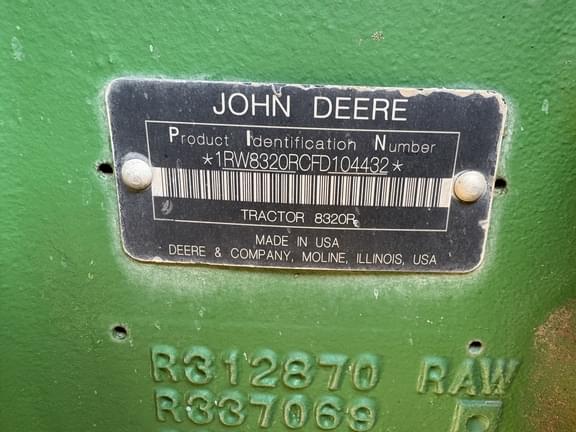 JOHN DEERE
Product Identification Number
*1RW8320RCFD104432*
TRACTOR 8320R
MADE IN USA
DEERE & COMPANY, MOLINE, ILLINOIS, USA
R312870 RAW
R337069